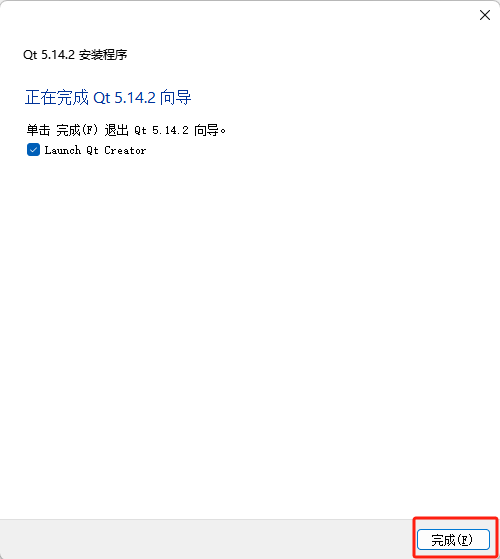 Qt 5.14.2 安装程序
正在完成 Qt 5.14.2 向导
单击 完成(F) 退出 Qt 5.14.2 向导。
Launch Qt Creator
完成(F)